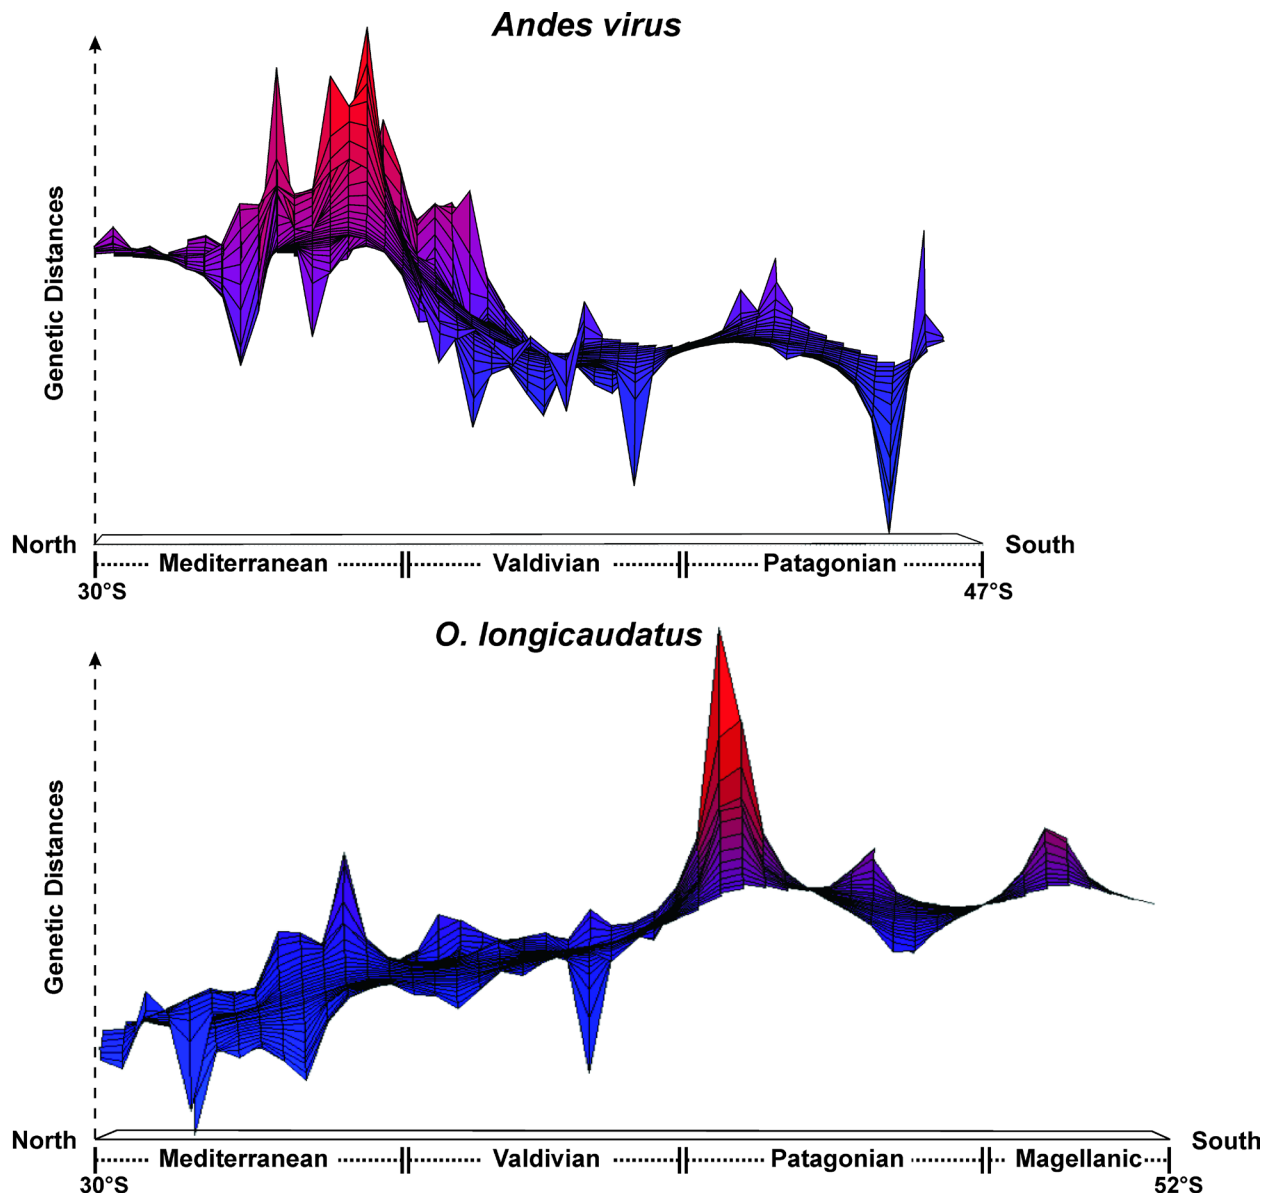 Andes virus
Genetic Distances
North
South
Mediterranean
Valdivian
Patagonian
30°S
47°S
O. longicaudatus
Genetic Distances
North
South
Mediterranean
Valdivian
Patagonian
Magellanic
30°S
52°S